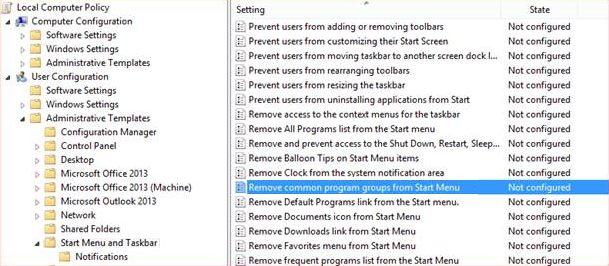 Local Computer Policy
Computer Configuration
Software Settings
Windows Settings
Administrative Templates
User Configuration
Software Settings
Windows Settings
Administrative Templates
Configuration Manager
Control Panel
Desktop
Microsoft Office 2013
Microsoft Office 2013 (Machine)
Microsoft Outlook 2013
Network
Shared Folders
Start Menu and Taskbar
Notifications
Setting State
Prevent users from adding or removing toolbars Not configured
Prevent users from customizing their Start Screen Not configured
Prevent users from moving taskbar to another screen dock l... Not configured
Prevent users from rearranging toolbars Not configured
Prevent users from resizing the taskbar Not configured
Prevent users from uninstalling applications from Start Not configured
Remove access to the context menus for the taskbar Not configured
Remove All Programs list from the Start menu Not configured
Remove and prevent access to the Shut Down, Restart, Sleep... Not configured
Remove Balloon Tips on Start Menu items Not configured
Remove Clock from the system notification area Not configured
Remove common program groups from Start Menu Not configured
Remove Default Programs link from the Start menu. Not configured
Remove Documents icon from Start Menu Not configured
Remove Downloads link from Start Menu Not configured
Remove Favorites menu from Start Menu Not configured
Remove frequent programs list from the Start Menu Not configured